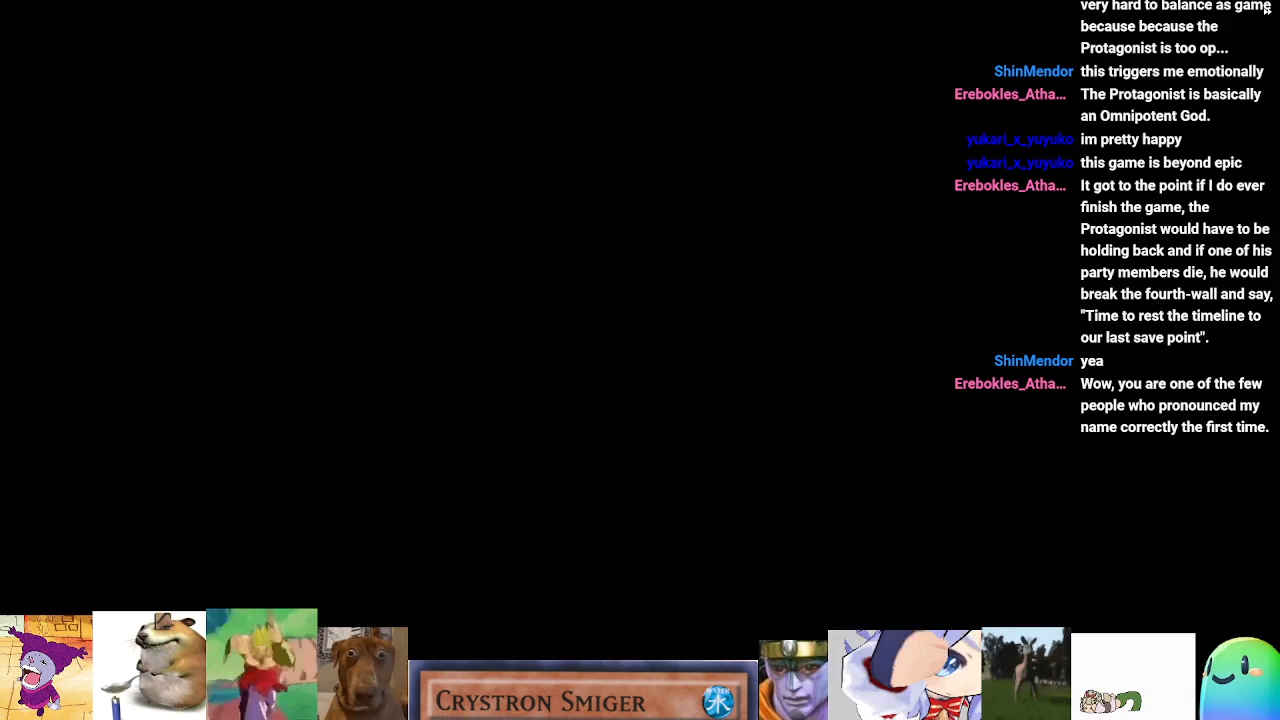 very hard to balance as game
because because the
Protagonist is too op...
ShinMendor this triggers me emotionally
Erebokles_Atha... The Protagonist is basically
an Omnipotent God.
yukari_x_yuyuko im pretty happy
yukari_x_yuyuko this game is beyond epic
Erebokles_Atha... It got to the point if I do ever
finish the game, the
Protagonist would have to be
holding back and if one of his
party members die, he would
break the fourth-wall and say,
"Time to rest the timeline to
our last save point".
ShinMendor yea
Erebokles_Atha... Wow, you are one of the few
people who pronounced my
name correctly the first time.
CRYSTRON SMIGER
WATER
水